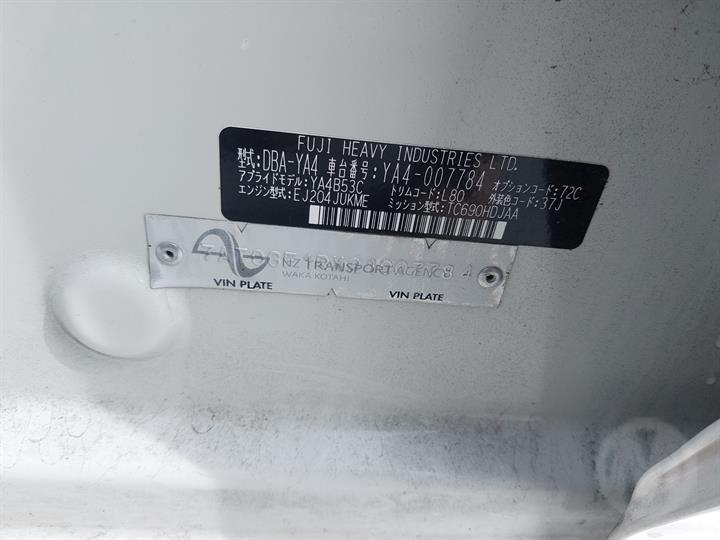 FUJI HEAVY INDUSTRIES LTD.
型式:DBA-YA4 車台番号:YA4-007784
アプライドモデル:YA4B53C トリムコード:L80 オプションコード:72C
エンジン型式:EJ204JUKME ミッション型式:TC690HDJAA 外装色コード:37J
NZ TRANSPORT AGENCY
WAKA KOTAHI
VIN PLATE VIN PLATE